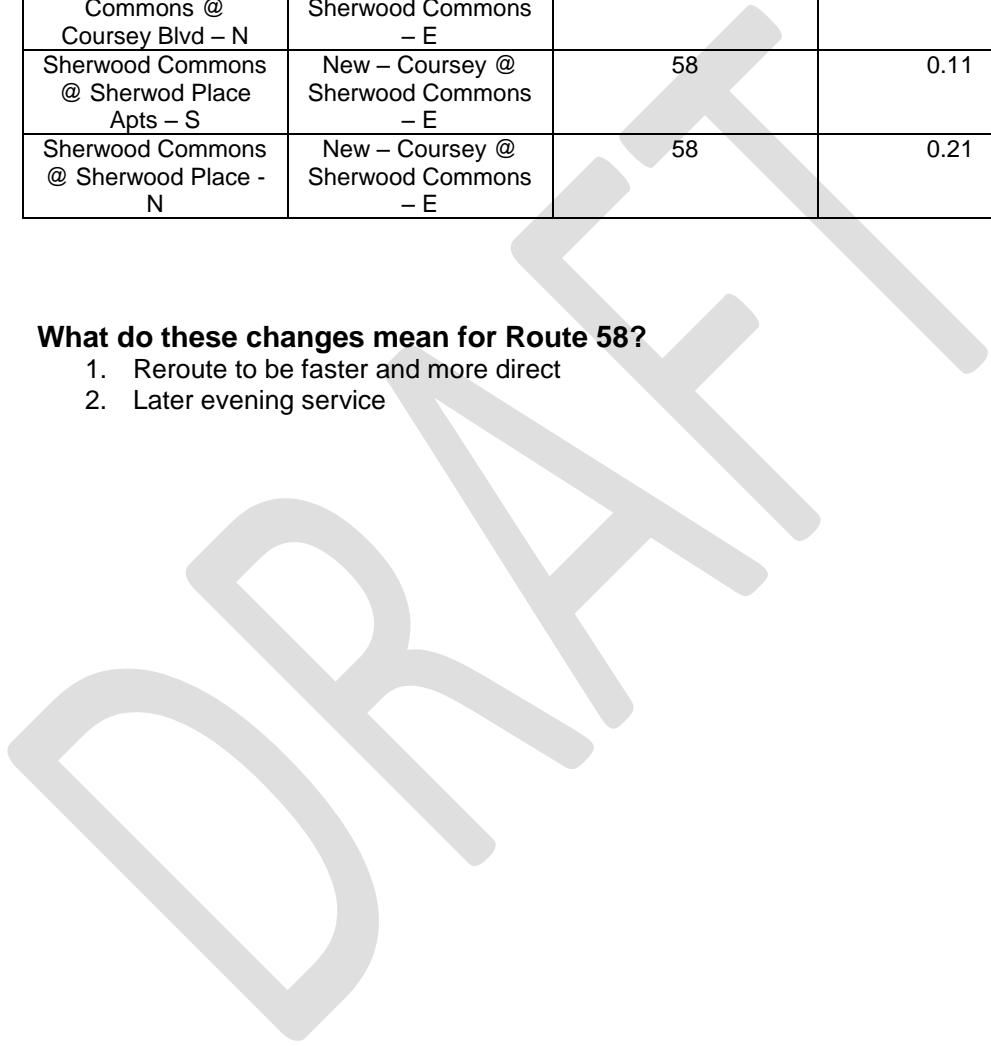 Commons @ Sherwood Commons
Coursey Blvd – N – E
Sherwood Commons New – Coursey @ 58 0.11
@ Sherwod Place Sherwood Commons
Apts – S – E
Sherwood Commons New – Coursey @ 58 0.21
@ Sherwood Place - Sherwood Commons
N – E
What do these changes mean for Route 58?
1. Reroute to be faster and more direct
2. Later evening service
DRAFT